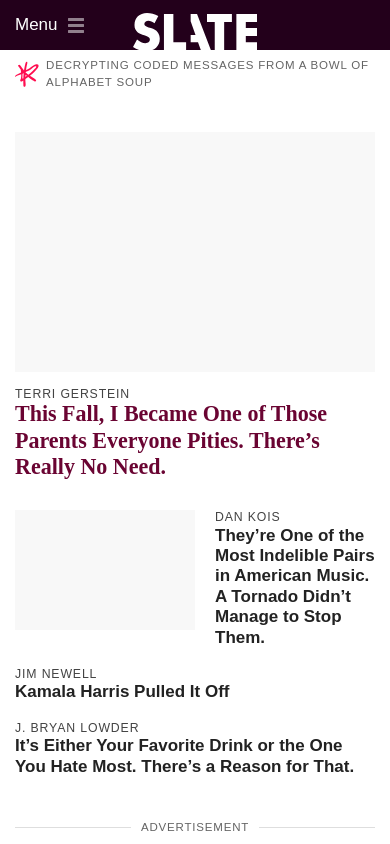 Menu
SLATE
DECRYPTING CODED MESSAGES FROM A BOWL OF
ALPHABET SOUP
TERRI GERSTEIN
This Fall, I Became One of Those
Parents Everyone Pities. There’s
Really No Need.
DAN KOIS
They’re One of the
Most Indelible Pairs
in American Music.
A Tornado Didn’t
Manage to Stop
Them.
JIM NEWELL
Kamala Harris Pulled It Off
J. BRYAN LOWDER
It’s Either Your Favorite Drink or the One
You Hate Most. There’s a Reason for That.
ADVERTISEMENT